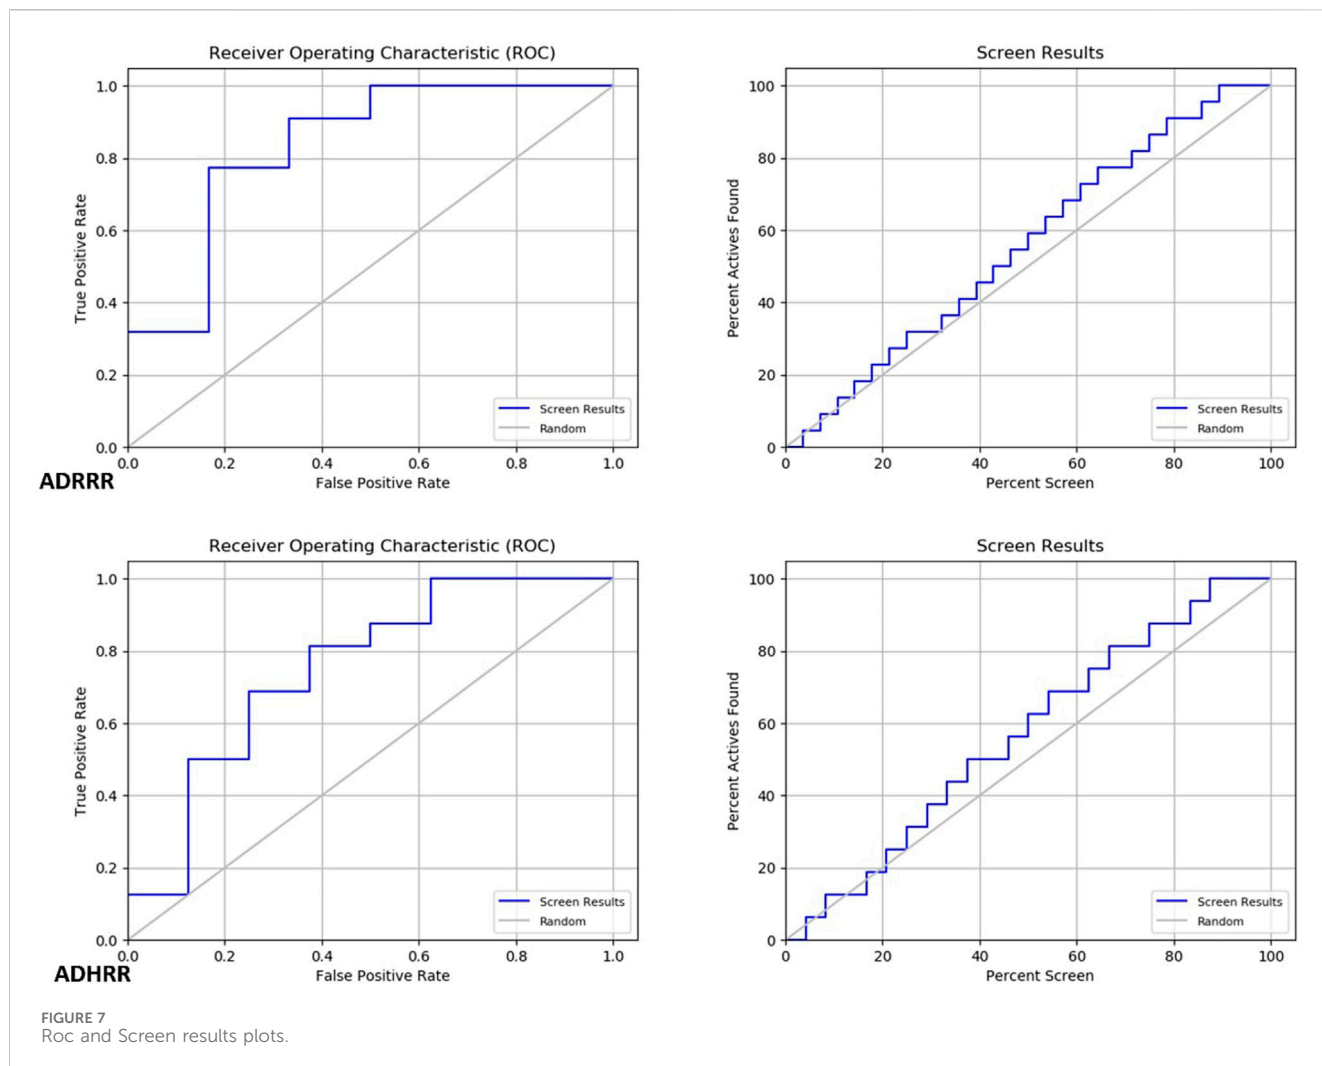 Receiver Operating Characteristic (ROC)
1.0
0.8
0.6
0.4
0.2
0.0
True Positive Rate
0.0 0.2 0.4 0.6 0.8 1.0
False Positive Rate
Screen Results
Random
ADRRR
Screen Results
100
80
60
40
20
0
Percent Actives Found
0 20 40 60 80 100
Percent Screen
Screen Results
Random
Receiver Operating Characteristic (ROC)
1.0
0.8
0.6
0.4
0.2
0.0
True Positive Rate
0.0 0.2 0.4 0.6 0.8 1.0
False Positive Rate
Screen Results
Random
ADHRR
Screen Results
100
80
60
40
20
0
Percent Actives Found
0 20 40 60 80 100
Percent Screen
Screen Results
Random
FIGURE 7
Roc and Screen results plots.